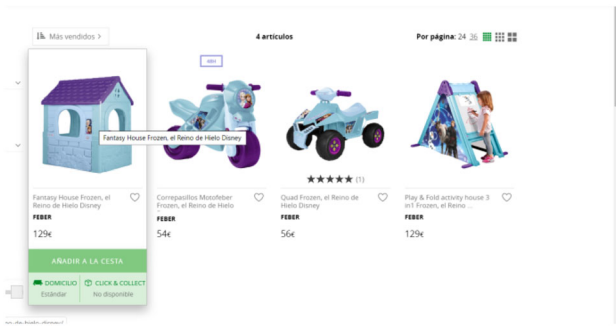 Más vendidos >
4 artículos
Por página: 24 36
Fantasy House Frozen, el Reino de Hielo Disney
(1)
Fantasy House Frozen, el
Reino de Hielo Disney
FEBER
129€
AÑADIR A LA CESTA
DOMICILIO
Estándar
CLICK & COLLECT
No disponible
Correpasillos Motofeber
Frozen, el Reino de Hielo
FEBER
54€
Quad Frozen, el Reino de
Hielo Disney
FEBER
56€
Play & Fold activity house 3
in1 Frozen, el Reino ...
FEBER
129€